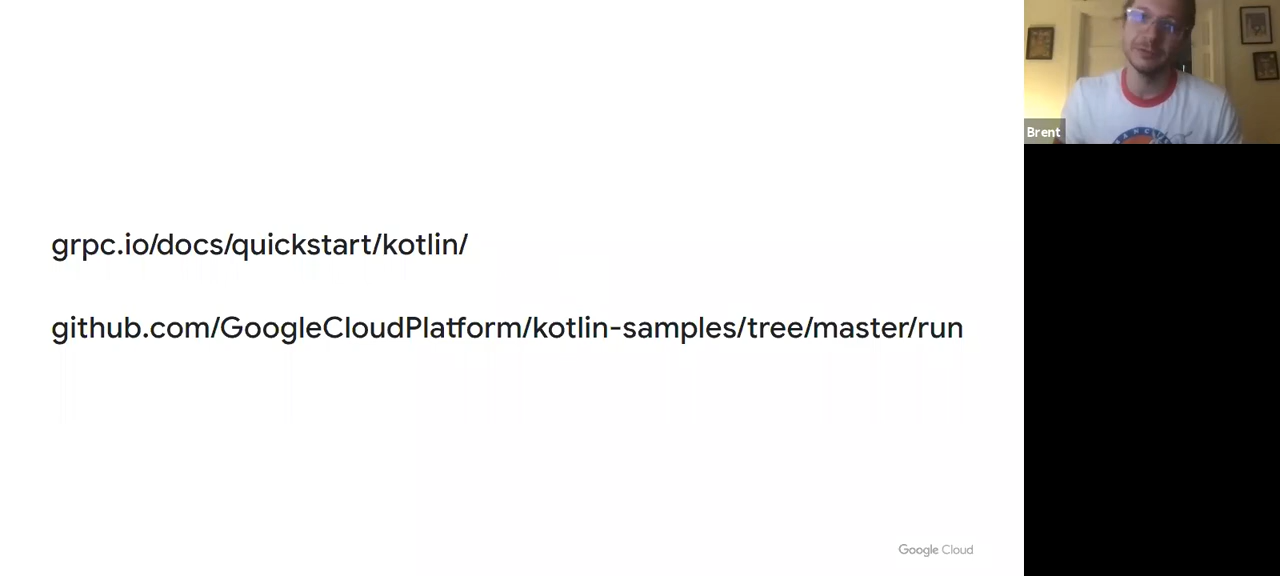 grpc.io/docs/quickstart/kotlin/
github.com/GoogleCloudPlatform/kotlin-samples/tree/master/run
Google Cloud
Brent